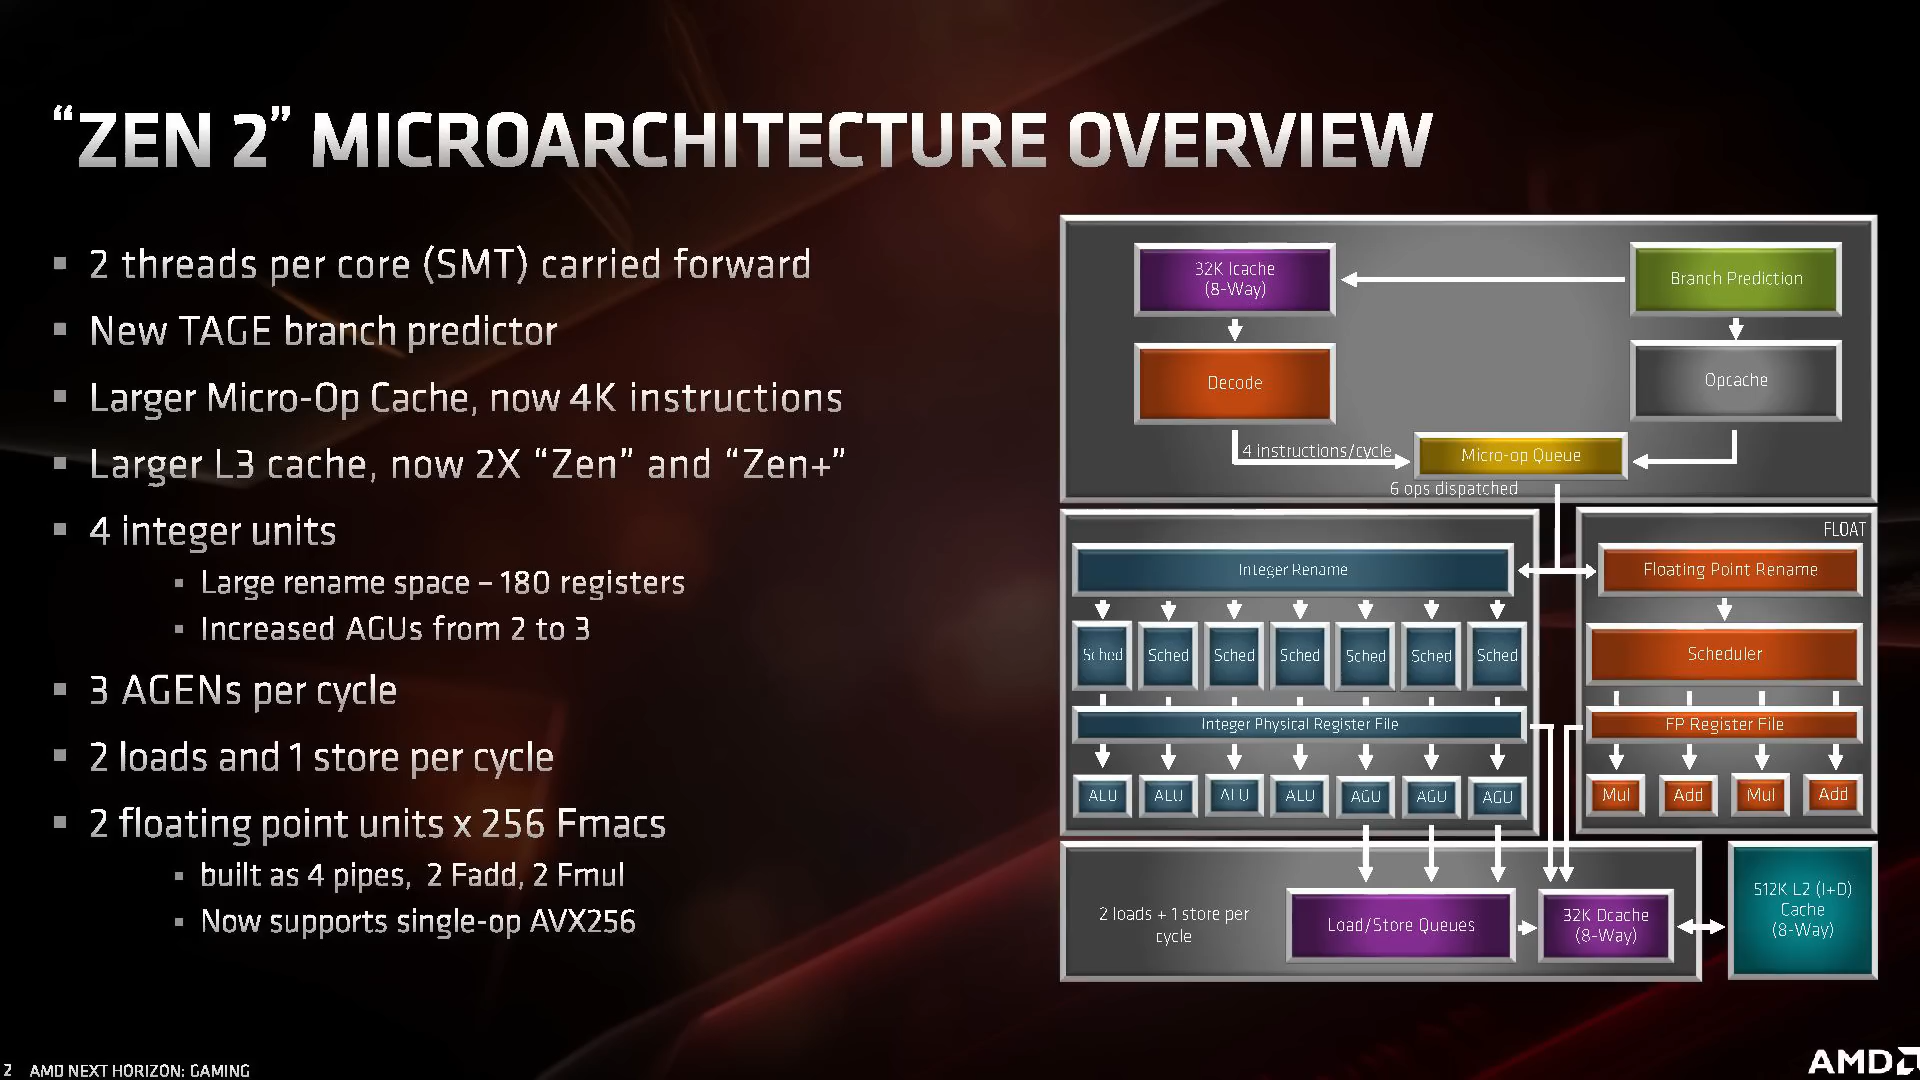 “ZEN 2” MICROARCHITECTURE OVERVIEW
2 threads per core (SMT) carried forward
New TAGE branch predictor
Larger Micro-Op Cache, now 4K instructions
Larger L3 cache, now 2X “Zen” and “Zen+”
4 integer units
Large rename space – 180 registers
Increased AGUs from 2 to 3
3 AGENs per cycle
2 loads and 1 store per cycle
2 floating point units x 256 Fmacs
built as 4 pipes, 2 Fadd, 2 Fmul
Now supports single-op AVX256
32K Icache
(8-Way)
Branch Prediction
Decode
Opcache
4 instructions/cycle
Micro-op Queue
6 ops dispatched
FLOAT
Integer Rename
Floating Point Rename
Sched Sched Sched Sched Sched Sched Sched
Scheduler
Integer Physical Register File
FP Register File
ALU ALU ALU ALU AGU AGU AGU
Mul Add Mul Add
2 loads + 1 store per
cycle
Load/Store Queues
32K Dcache
(8-Way)
512K L2 (I+D)
Cache
(8-Way)
2 AMD NEXT HORIZON: GAMING
AMD